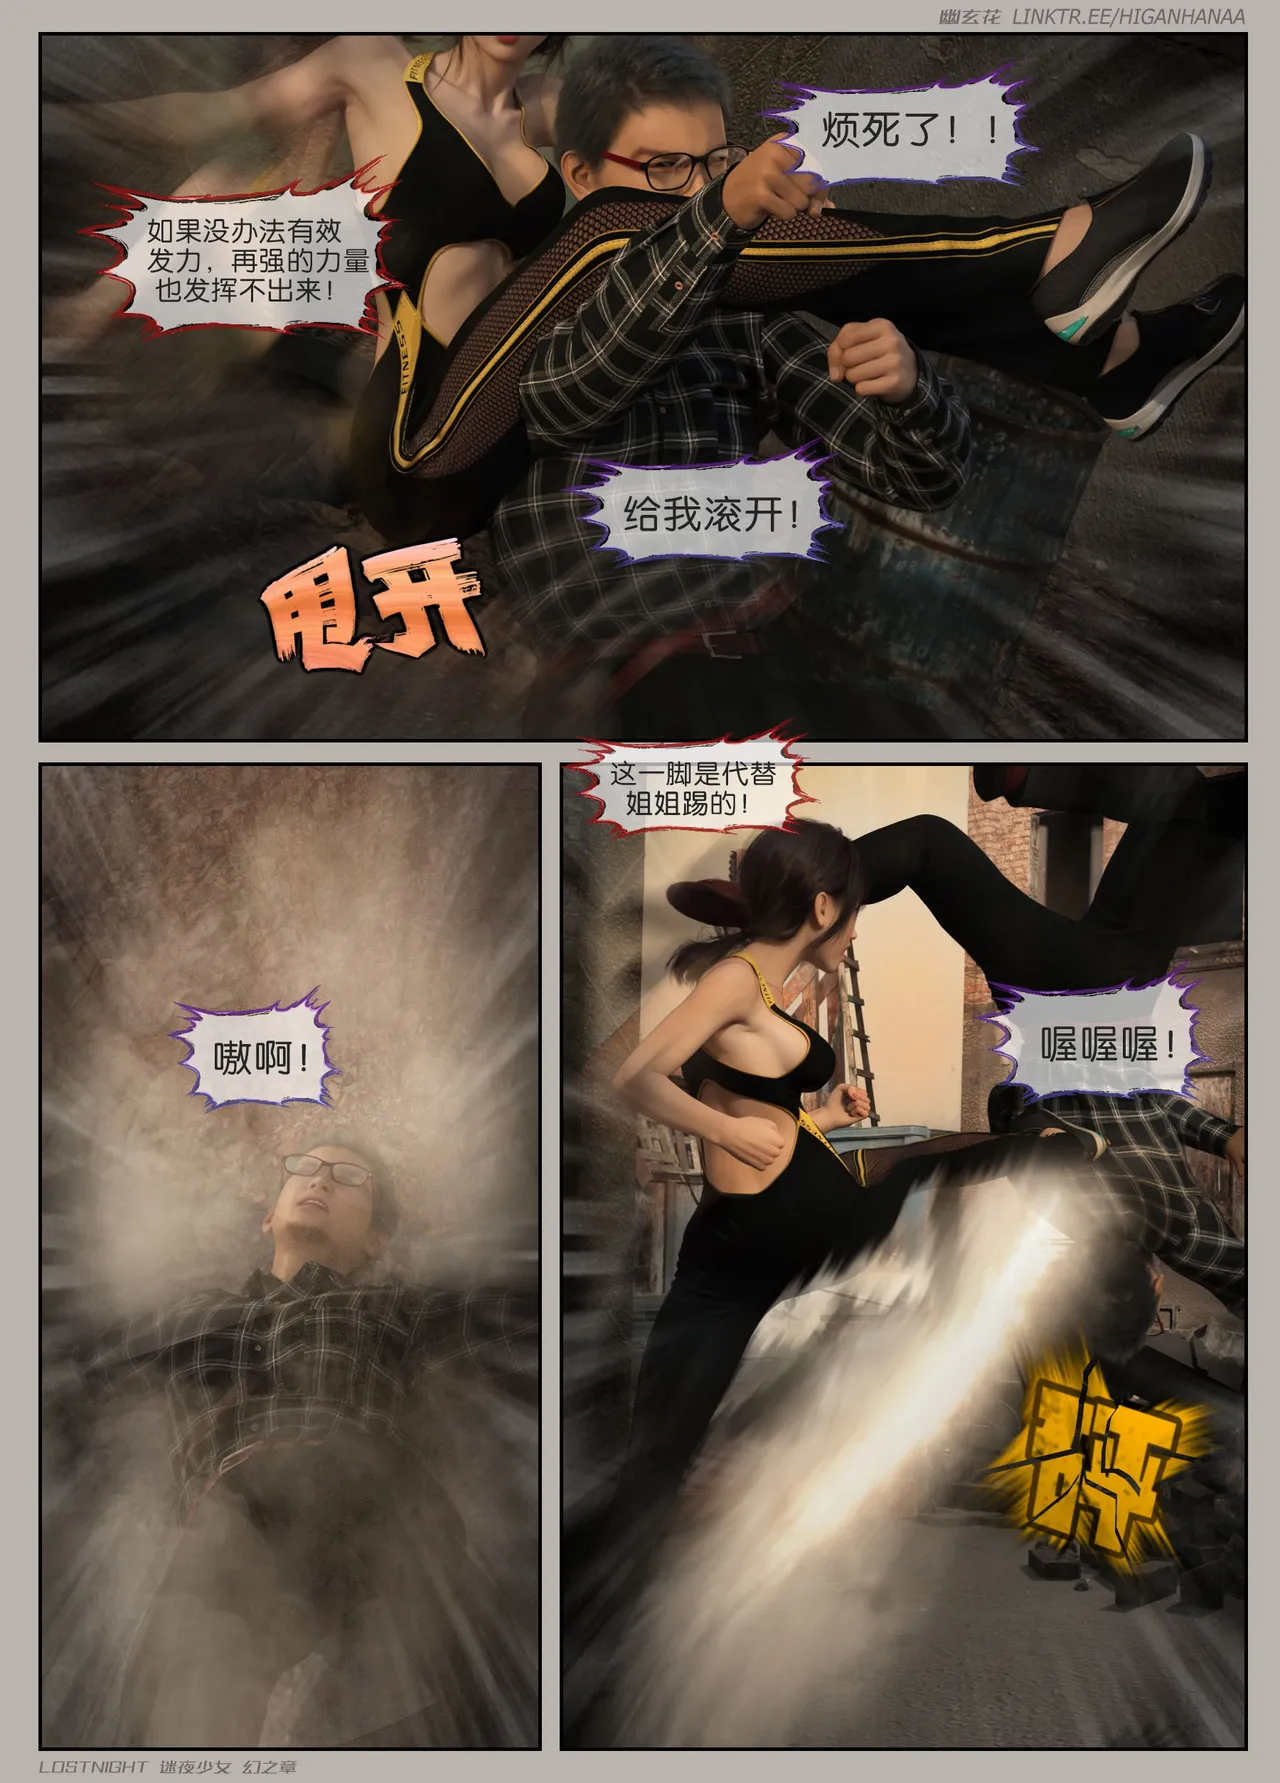 幽玄花 LINKTR.EE/HIGANHANAA
FITNESS
烦死了！！
如果没办法有效
发力，再强的力量
也发挥不出来！
FITNESS
给我滚开！
甩开
嗷啊！
这一脚是代替
姐姐踢的！
喔喔喔！
LOSTNIGHT 迷夜少女 幻之章